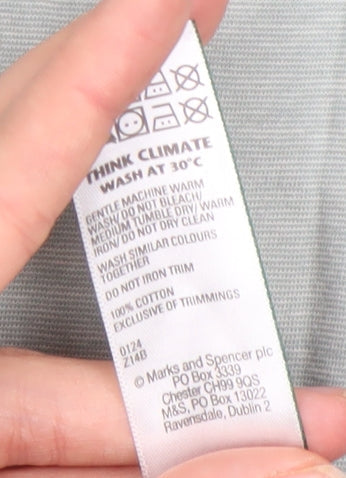 THINK CLIMATE
WASH AT 30°C
GENTLE MACHINE WARM
WASH/ DO NOT BLEACH/
MEDIUM TUMBLE DRY/ WARM
IRON/ DO NOT DRY CLEAN
WASH SIMILAR COLOURS
TOGETHER
DO NOT IRON TRIM
100% COTTON
EXCLUSIVE OF TRIMMINGS
0124
Z14B
© Marks and Spencer plc
PO Box 3339
Chester CH99 9QS
M&S, PO Box 13022
Ravensdale, Dublin 2